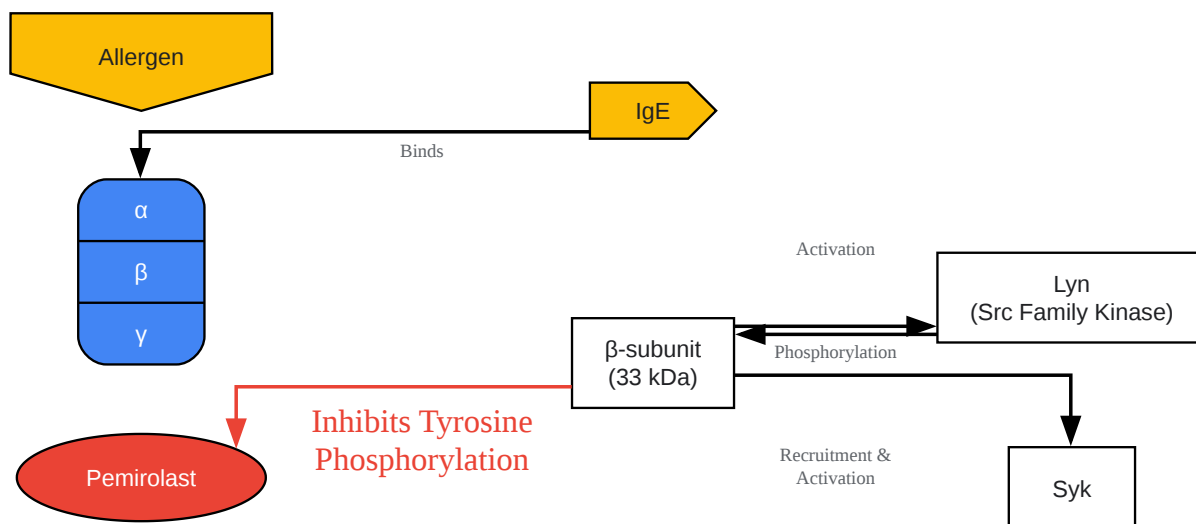 Allergen
IgE
Binds
α
β
γ
Activation
Lyn
(Src Family Kinase)
β-subunit
(33 kDa)
Phosphorylation
Inhibits Tyrosine
Phosphorylation
Pemirolast
Recruitment &
Activation
Syk